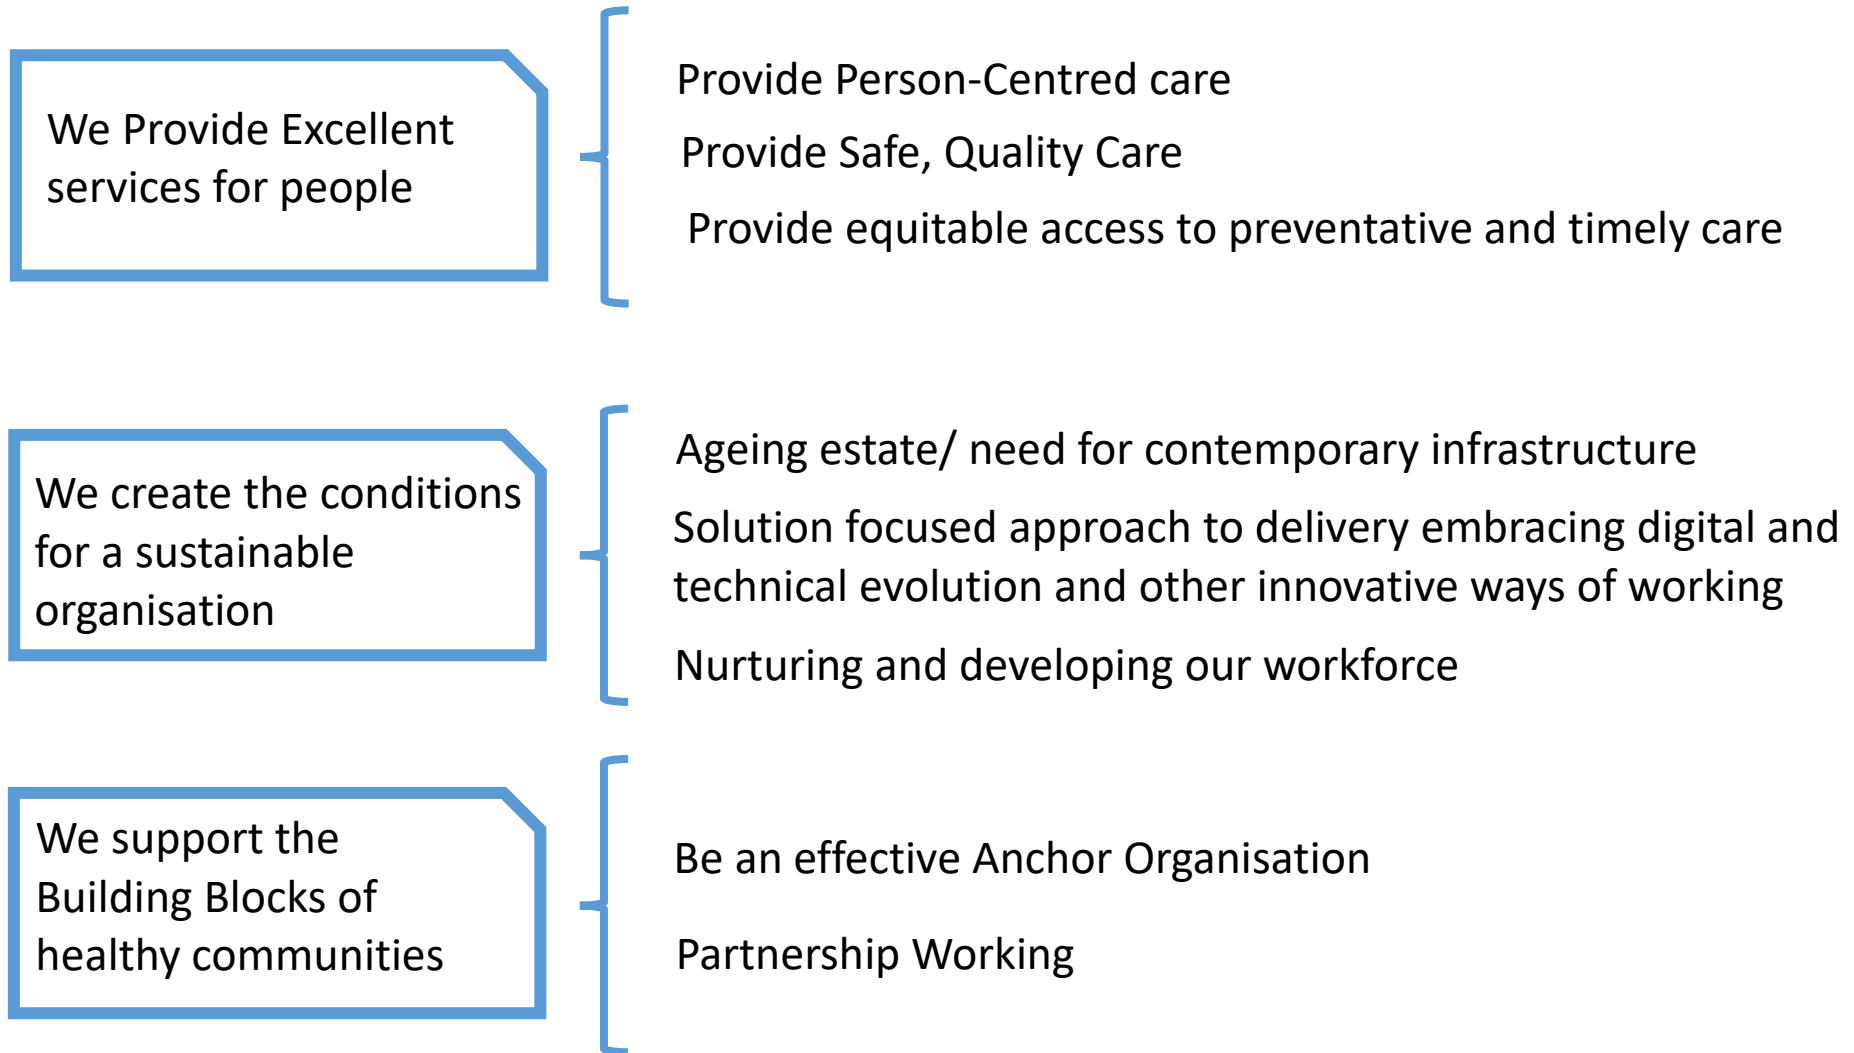 We Provide Excellent
services for people
Provide Person-Centred care
Provide Safe, Quality Care
Provide equitable access to preventative and timely care
We create the conditions
for a sustainable
organisation
Ageing estate/ need for contemporary infrastructure
Solution focused approach to delivery embracing digital and
technical evolution and other innovative ways of working
Nurturing and developing our workforce
We support the
Building Blocks of
healthy communities
Be an effective Anchor Organisation
Partnership Working